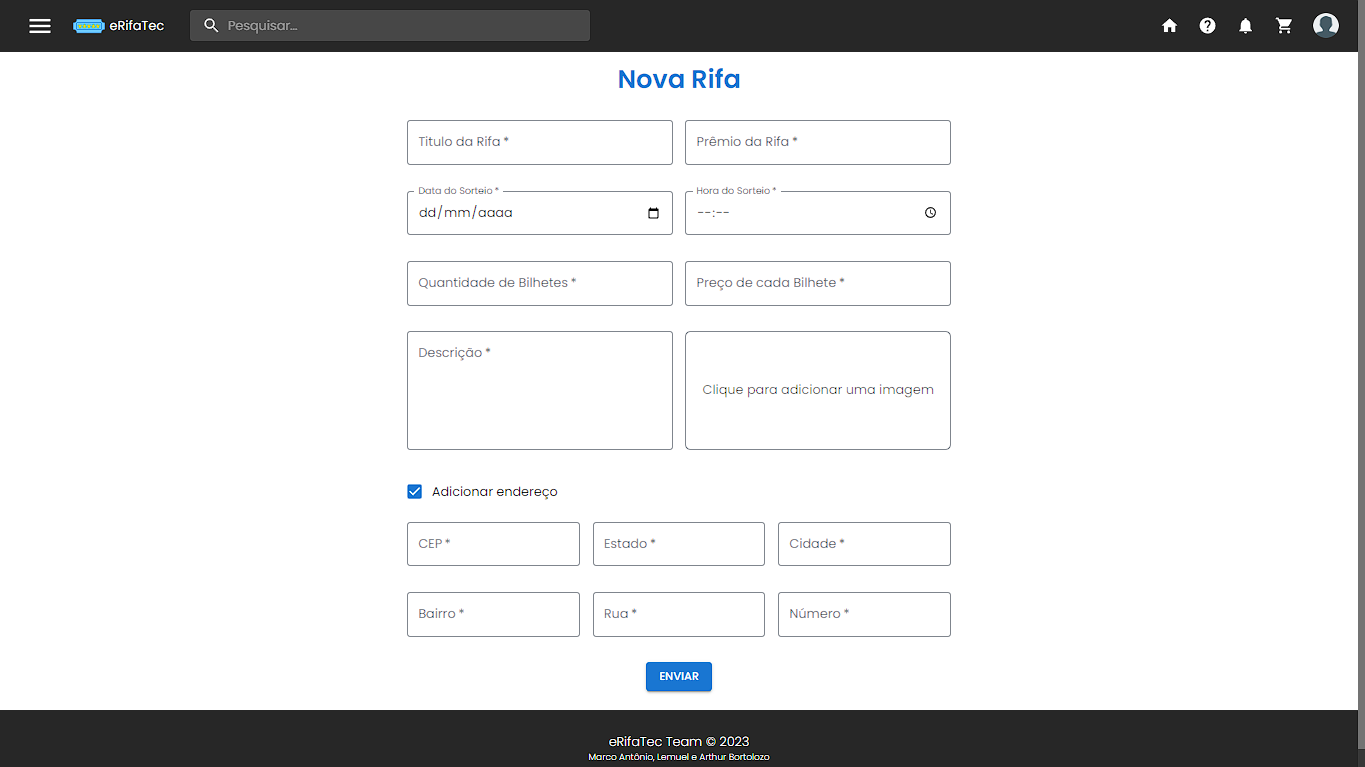 eRifaTec Pesquisar...
Nova Rifa
Titulo da Rifa * Prêmio da Rifa *
Data do Sorteio * Hora do Sorteio *
dd/mm/aaaa --:--
Quantidade de Bilhetes * Preço de cada Bilhete *
Descrição *
Clique para adicionar uma imagem
Adicionar endereço
CEP * Estado * Cidade *
Bairro * Rua * Número *
ENVIAR
eRifaTec Team © 2023
Marco Antônio, Lemuel e Arthur Bortolozo